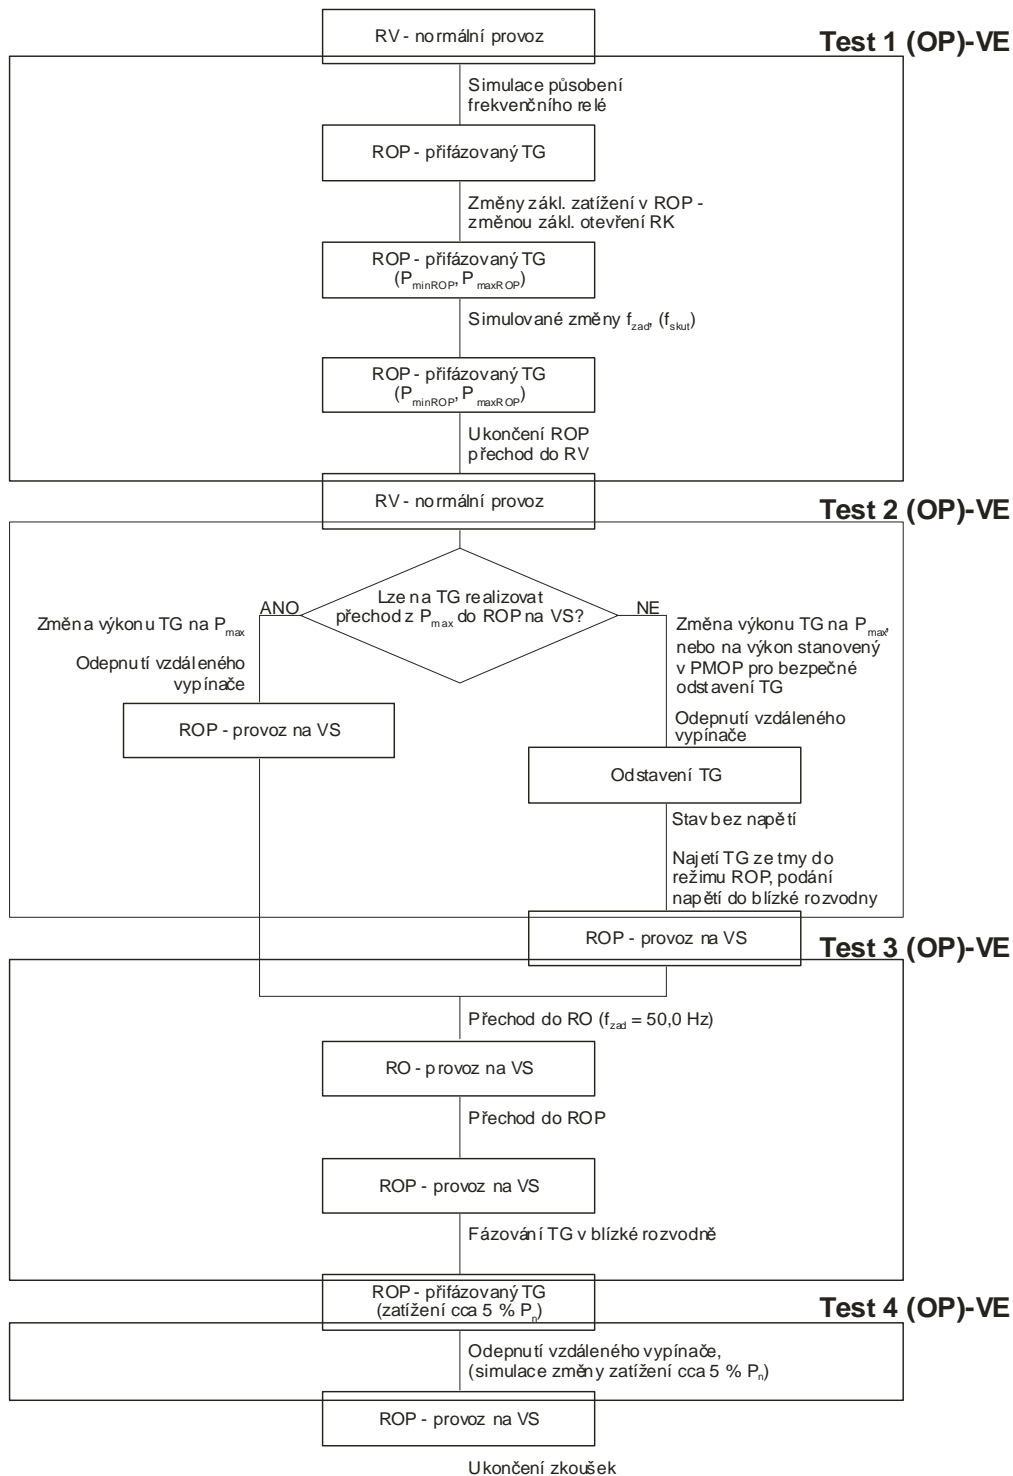 RV - normální provoz
Test 1 (OP)-VE
Simulace působení
frekvenčního relé
ROP - přifázovaný TG
Změny zákl. zatížení v ROP -
změnou zákl. otevření RK
ROP - přifázovaný TG
(PminROP, PmaxROP)
Simulované změny fzad, (fskut)
ROP - přifázovaný TG
(PminROP, PmaxROP)
Ukončení ROP
přechod do RV
RV - normální provoz
Test 2 (OP)-VE
Lze na TG realizovat
přechod z Pmax do ROP na VS?
ANO
NE
Změna výkonu TG na Pmax
Odepnutí vzdáleného
vypínače
ROP - provoz na VS
Změna výkonu TG na Pmax,
nebo na výkon stanovený
v PMOP pro bezpečné
odstavení TG
Odepnutí vzdáleného
vypínače
Odstavení TG
Stav bez napětí
Najetí TG ze tmy do
režimu ROP, podání
napětí do blízké rozvodny
ROP - provoz na VS
Test 3 (OP)-VE
Přechod do RO (fzad = 50,0 Hz)
RO - provoz na VS
Přechod do ROP
ROP - provoz na VS
Fázování TG v blízké rozvodně
ROP - přifázovaný TG
(zatížení cca 5 % Pn)
Test 4 (OP)-VE
Odepnutí vzdáleného vypínače,
(simulace změny zatížení cca 5 % Pn)
ROP - provoz na VS
Ukončení zkoušek